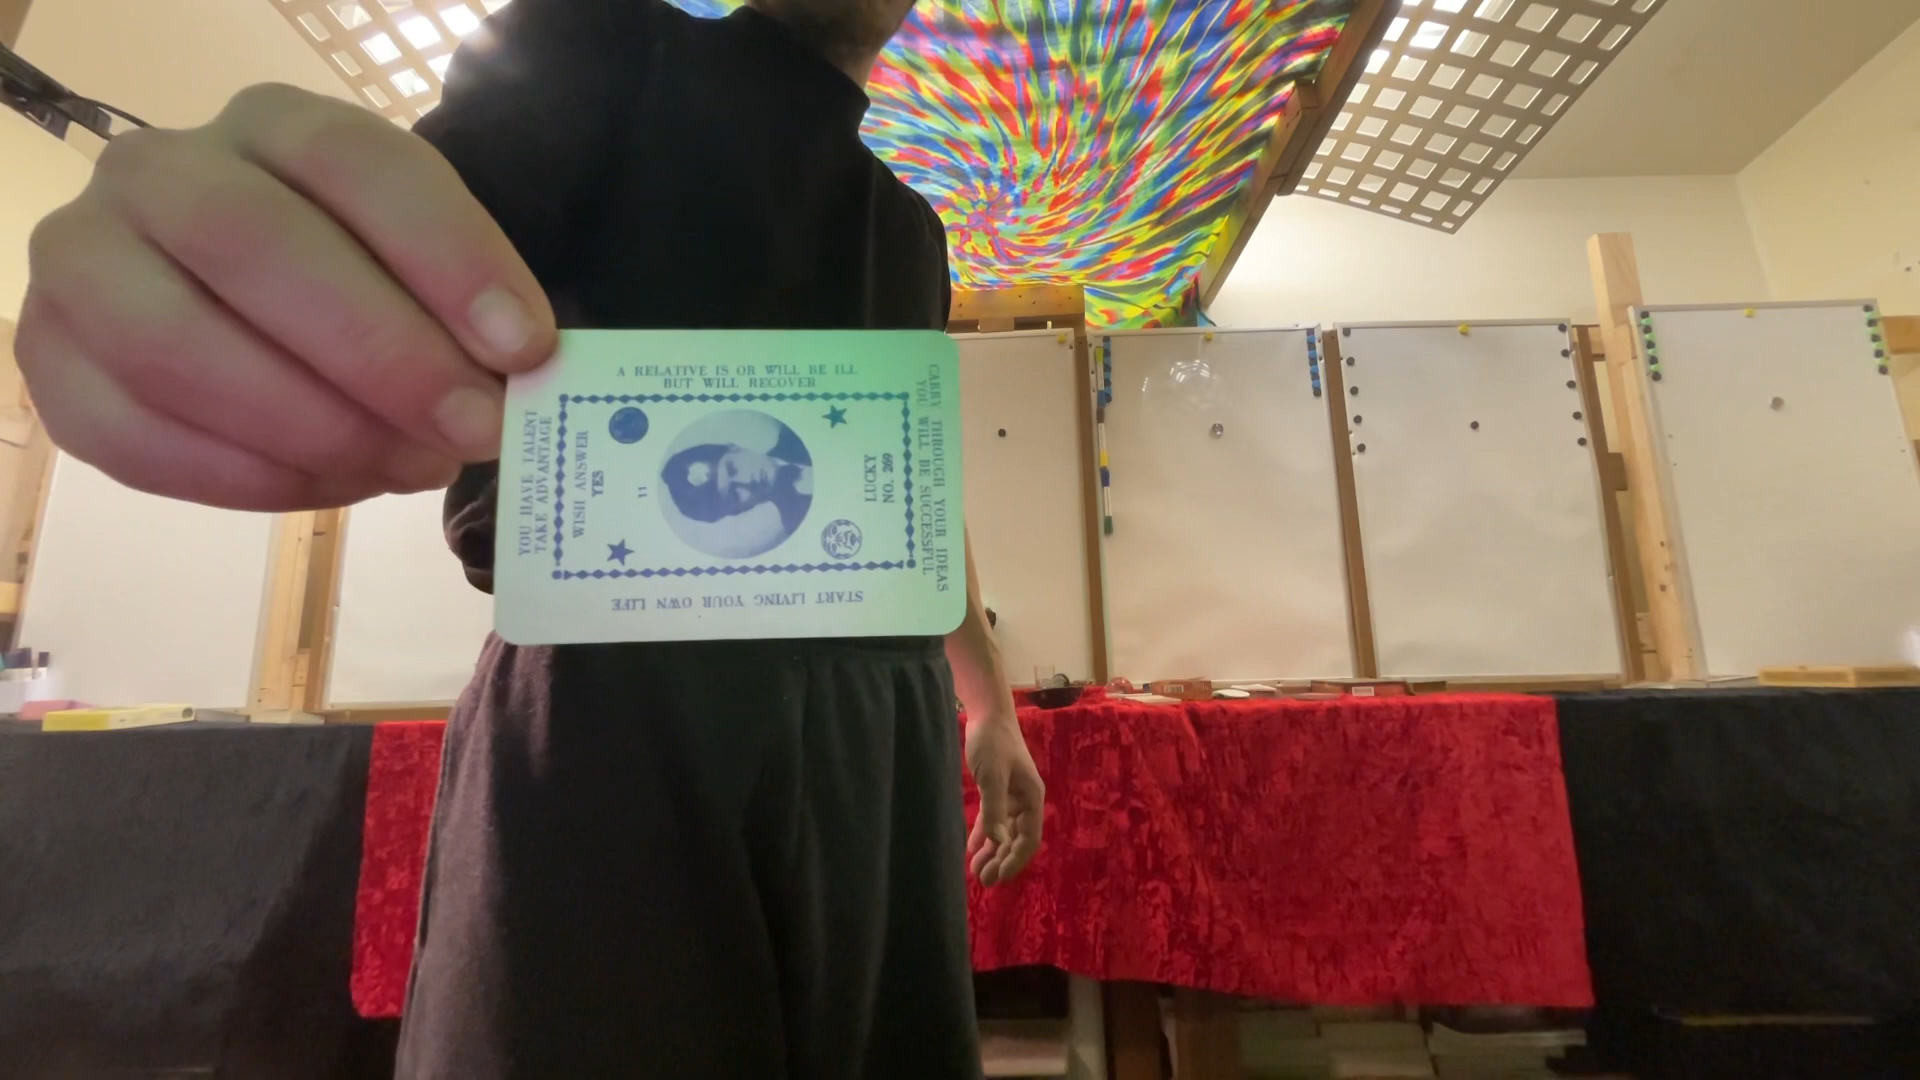 A RELATIVE IS OR WILL BE ILL
BUT WILL RECOVER
YOU HAVE TALENT
TAKE ADVANTAGE
WISH ANSWER
YES
11
LUCKY
NO. 269
CARRY THROUGH YOUR IDEAS
YOU WILL BE SUCCESSFUL
START LIVING YOUR OWN LIFE